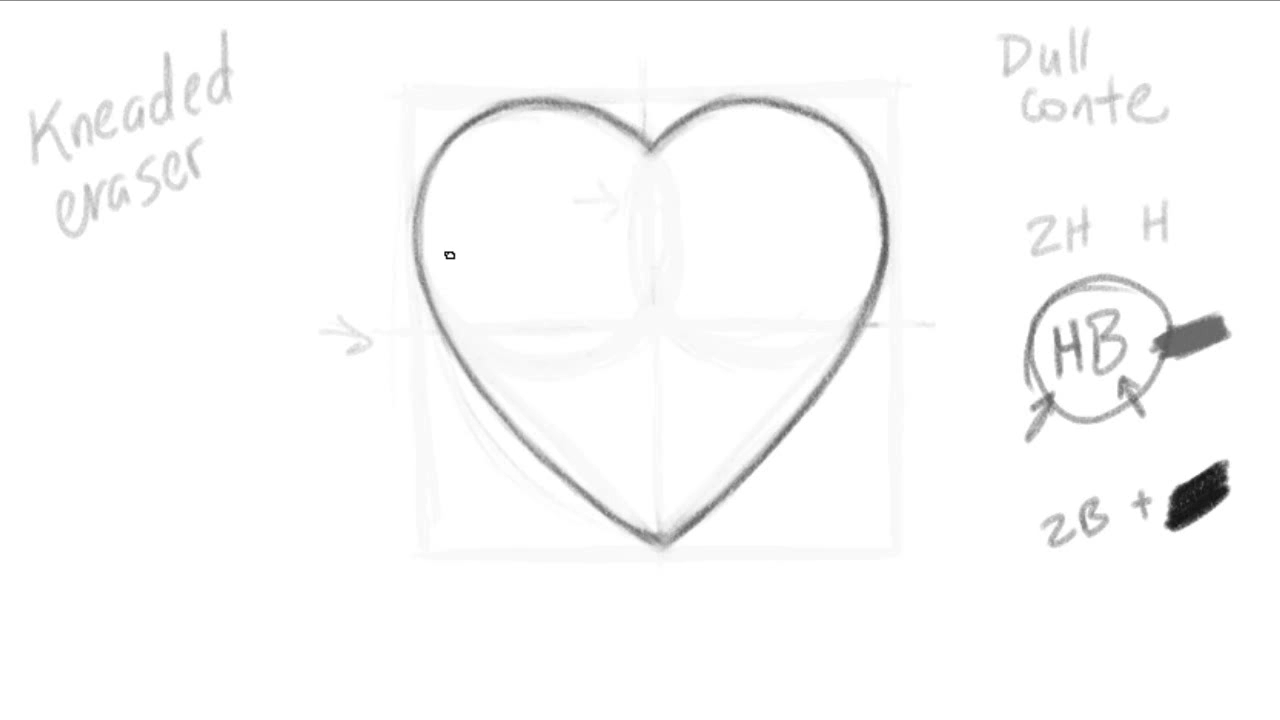 Kneaded
eraser
Dull
conte
2H H
HB
2B +